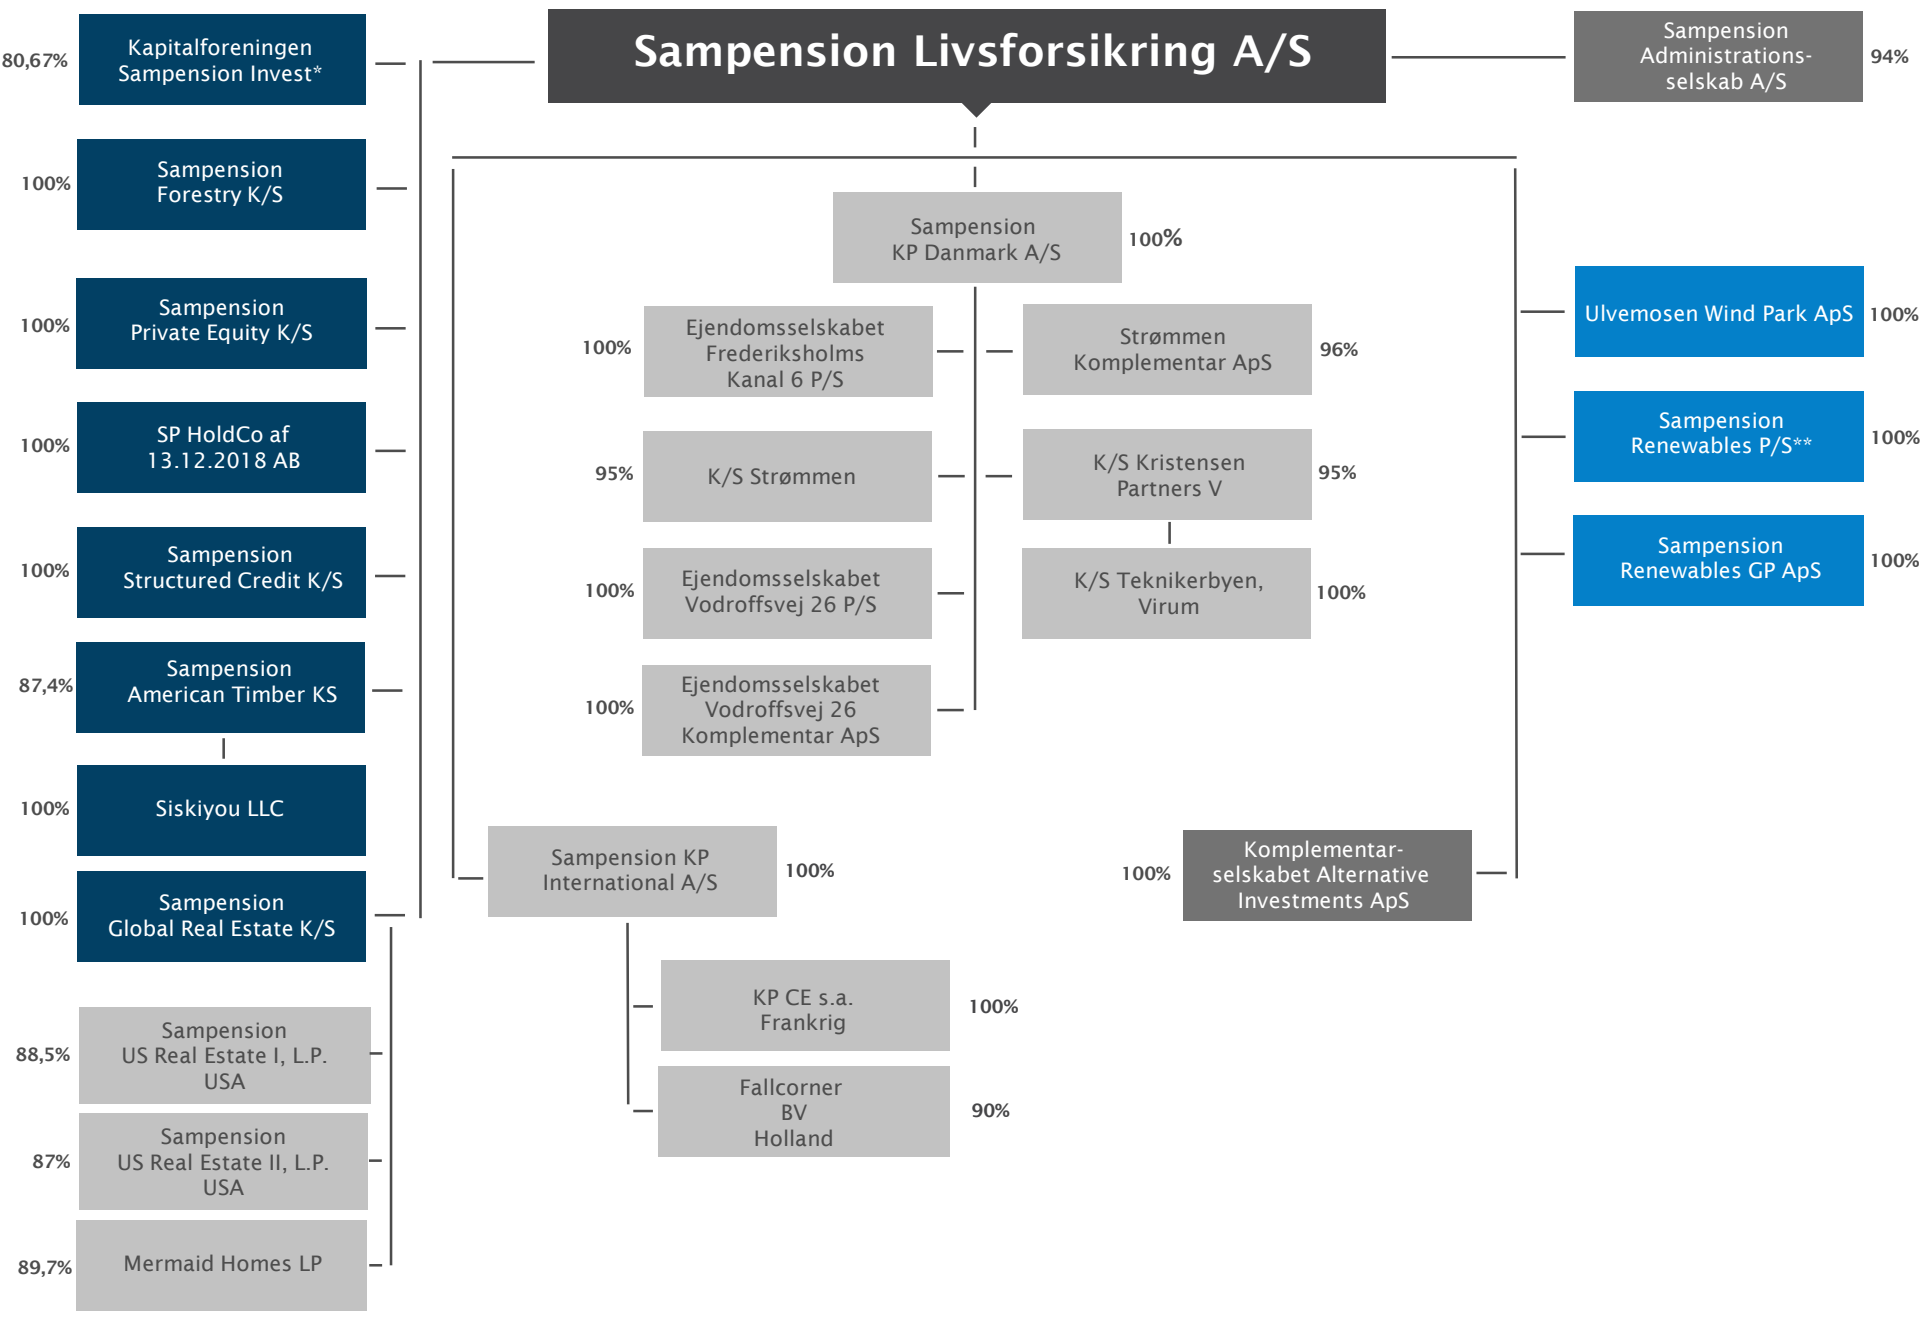 Sampension Livsforsikring A/S
80,67%
Kapitalforeningen
Sampension Invest*
Sampension
Administrations-
selskab A/S
94%
100%
Sampension
Forestry K/S
100%
Sampension
Private Equity K/S
100%
SP HoldCo af
13.12.2018 AB
100%
Sampension
Structured Credit K/S
87,4%
Sampension
American Timber KS
100%
Siskiyou LLC
100%
Sampension
Global Real Estate K/S
88,5%
Sampension
US Real Estate I, L.P.
USA
87%
Sampension
US Real Estate II, L.P.
USA
89,7%
Mermaid Homes LP
Sampension
KP Danmark A/S
100%
100%
Ejendomsselskabet
Frederiksholms
Kanal 6 P/S
Strømmen
Komplementar ApS
96%
95%
K/S Strømmen
K/S Kristensen
Partners V
95%
100%
Ejendomsselskabet
Vodroffsvej 26 P/S
K/S Teknikerbyen,
Virum
100%
100%
Ejendomsselskabet
Vodroffsvej 26
Komplementar ApS
Sampension KP
International A/S
100%
KP CE s.a.
Frankrig
100%
Fallcorner
BV
Holland
90%
100%
Komplementar-
selskabet Alternative
Investments ApS
Ulvemosen Wind Park ApS
100%
Sampension
Renewables P/S**
100%
Sampension
Renewables GP ApS
100%